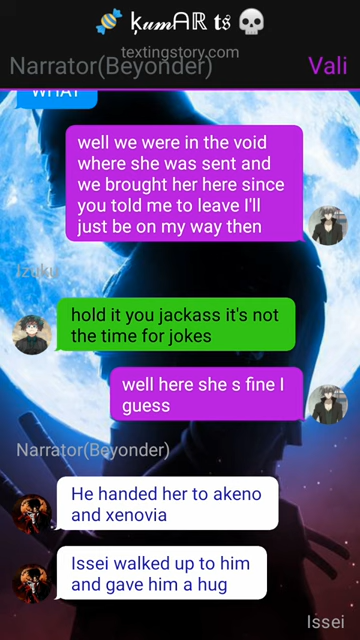 🍬 ķ𝓊𝓂ᗩℝ 𝖙𝖘 💀
textingstory.com
Narrator(Beyonder)
Vali
WHAT
well we were in the void
where she was sent and
we brought her here since
you told me to leave I'll
just be on my way then
Izaku
hold it you jackass it's not
the time for jokes
well here she s fine I
guess
Narrator(Beyonder)
He handed her to akeno
and xenovia
Issei walked up to him
and gave him a hug
Issei